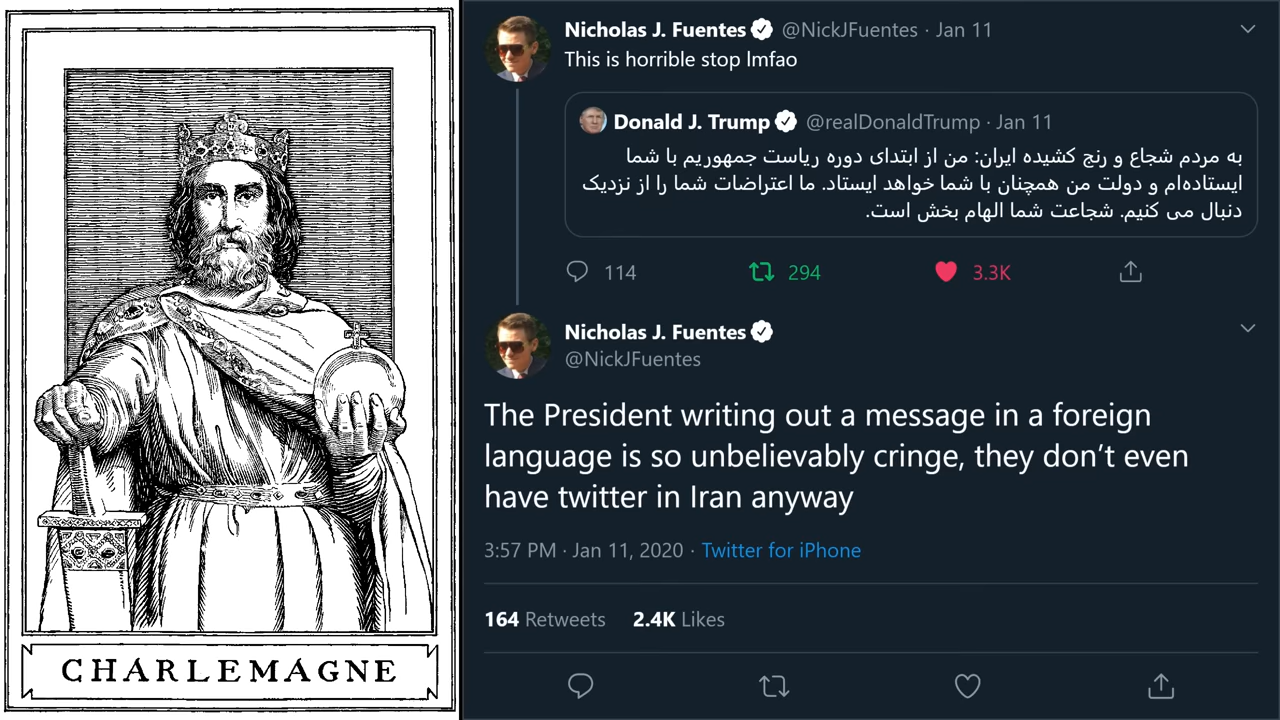 CHARLEMAGNE
Nicholas J. Fuentes @NickJFuentes · Jan 11
This is horrible stop lmfao
Donald J. Trump @realDonaldTrump · Jan 11
به مردم شجاع و رنج کشیده ایران: من از ابتدای دوره ریاست جمهوریم با شما
ایستاده‌ام و دولت من همچنان با شما خواهد ایستاد. ما اعتراضات شما را از نزدیک
دنبال می کنیم. شجاعت شما الهام بخش است.
114 294 3.3K
Nicholas J. Fuentes
@NickJFuentes
The President writing out a message in a foreign
language is so unbelievably cringe, they don’t even
have twitter in Iran anyway
3:57 PM · Jan 11, 2020 · Twitter for iPhone
164 Retweets 2.4K Likes